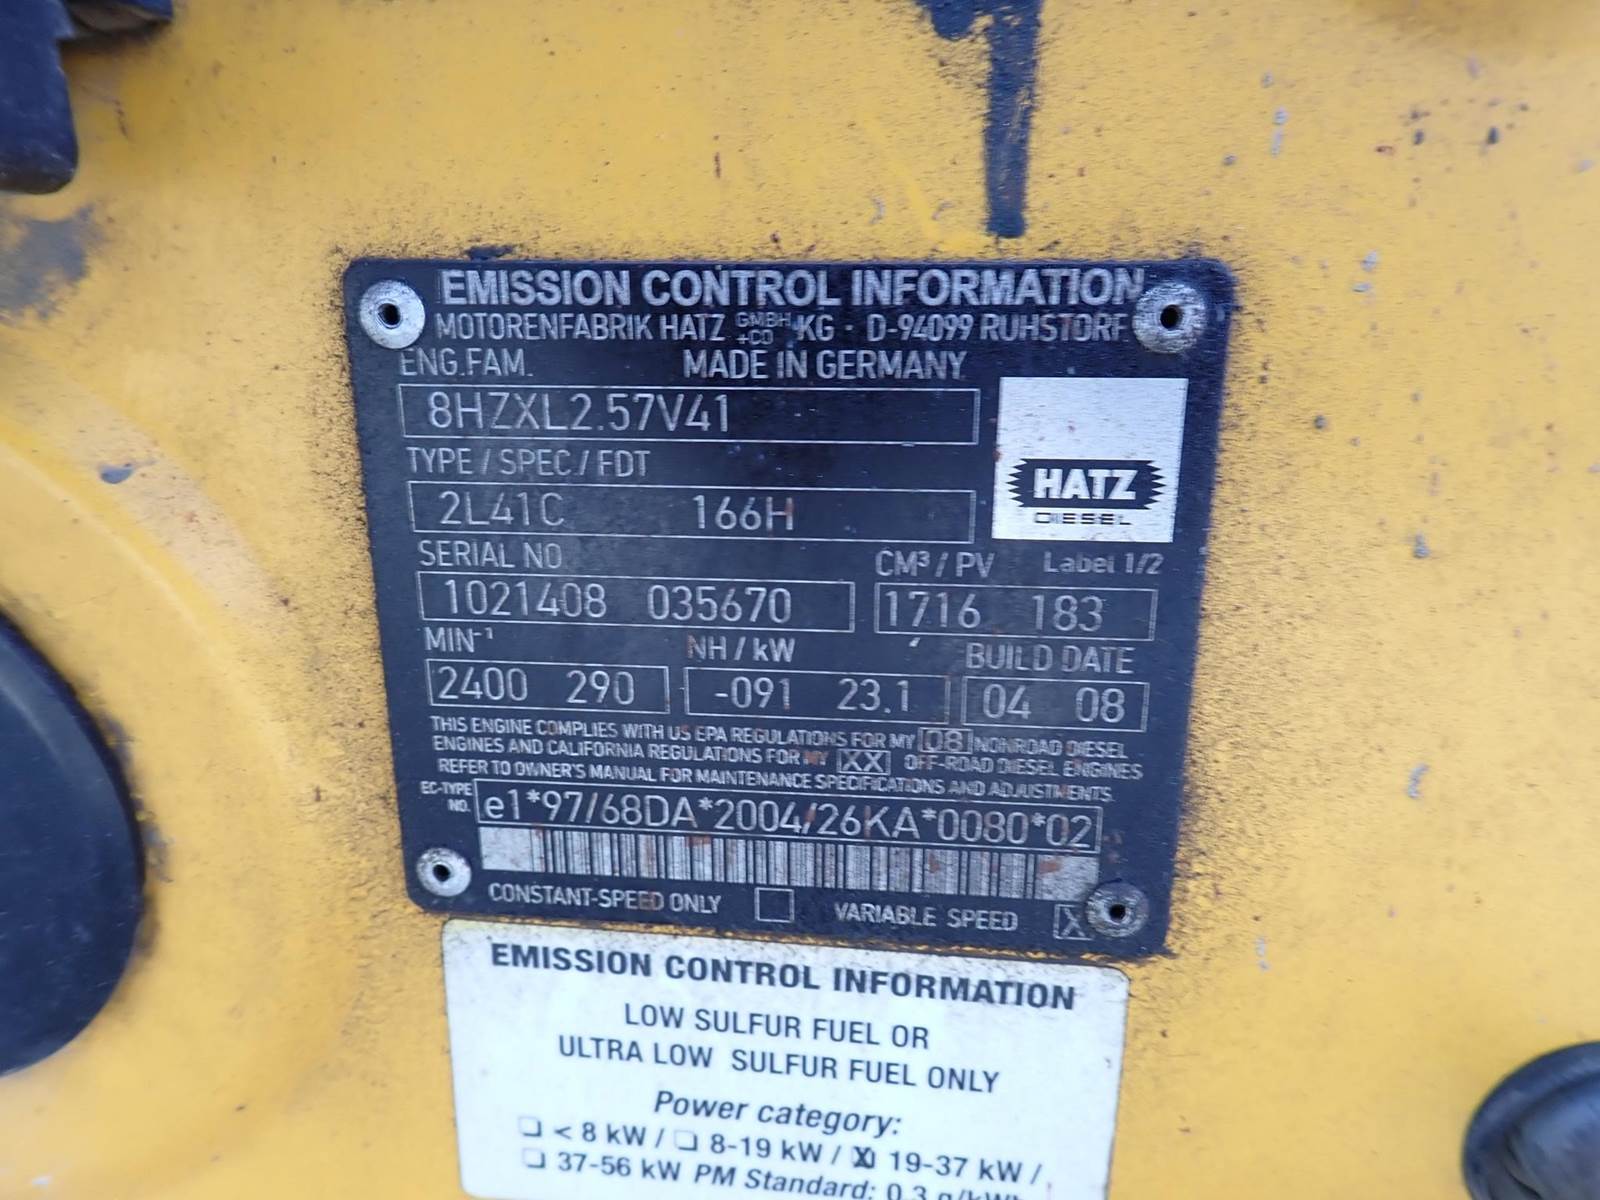 EMISSION CONTROL INFORMATION
MOTORENFABRIK HATZ GMBH +CO KG · D-94099 RUHSTORF
ENG.FAM. MADE IN GERMANY
8HZXL2.57V41
TYPE / SPEC./ FDT
2L41C 166H
HATZ
DIESEL
SERIAL NO CM³ / PV Label 1/2
1021408 035670 1716 183
MIN⁻¹ NH / kW BUILD DATE
2400 290 -091 23,1 04 08
THIS ENGINE COMPLIES WITH US EPA REGULATIONS FOR MY 08 NONROAD DIESEL
ENGINES AND CALIFORNIA REGULATIONS FOR MY XX OFF-ROAD DIESEL ENGINES
REFER TO OWNER'S MANUAL FOR MAINTENANCE SPECIFICATIONS AND ADJUSTMENTS.
EC-TYPE NO. e1*97/68DA*2004/26KA*0080*02
CONSTANT-SPEED ONLY VARIABLE SPEED X
EMISSION CONTROL INFORMATION
LOW SULFUR FUEL OR
ULTRA LOW SULFUR FUEL ONLY
Power category:
❏ < 8 kW / ❏ 8-19 kW / X 19-37 kW /
❏ 37-56 kW PM Standard: 0.3 g/kWh